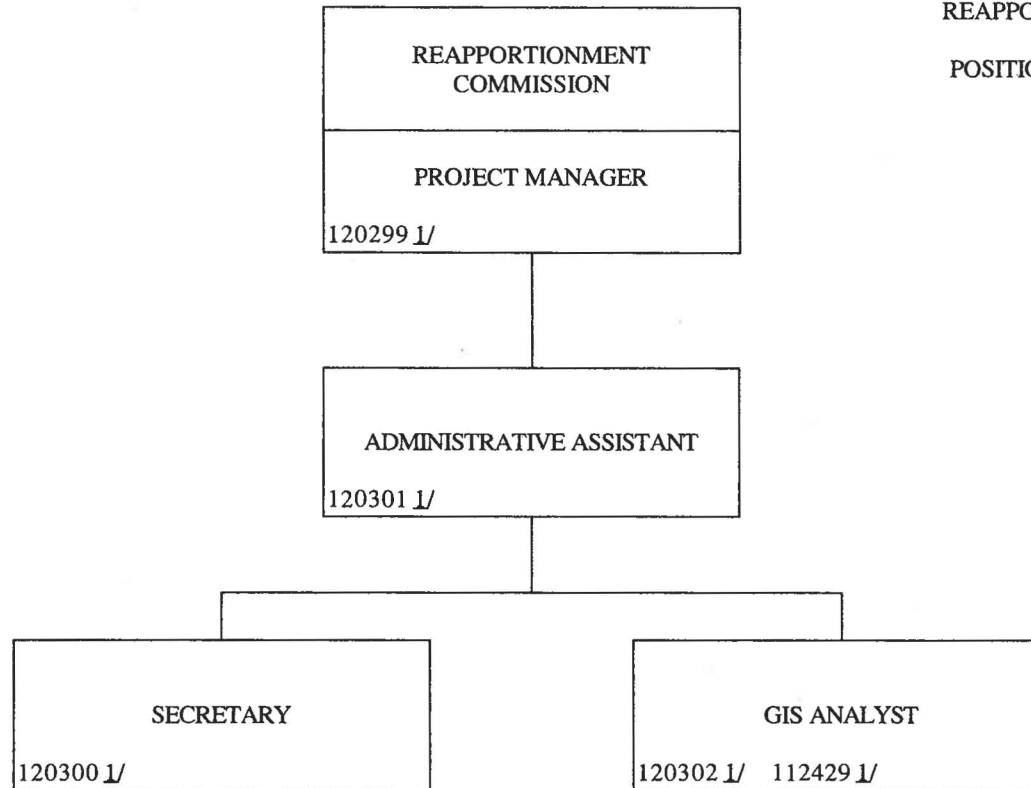 REAPPORTIONMENT
COMMISSION
PROJECT MANAGER
120299 1/
ADMINISTRATIVE ASSISTANT
120301 1/
SECRETARY
120300 1/
GIS ANALYST
120302 1/ 112429 1/